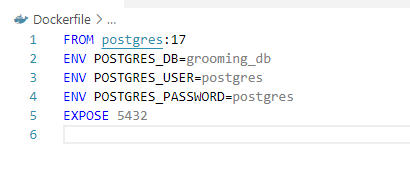 Dockerfile > ...
1 FROM postgres:17
2 ENV POSTGRES_DB=grooming_db
3 ENV POSTGRES_USER=postgres
4 ENV POSTGRES_PASSWORD=postgres
5 EXPOSE 5432
6